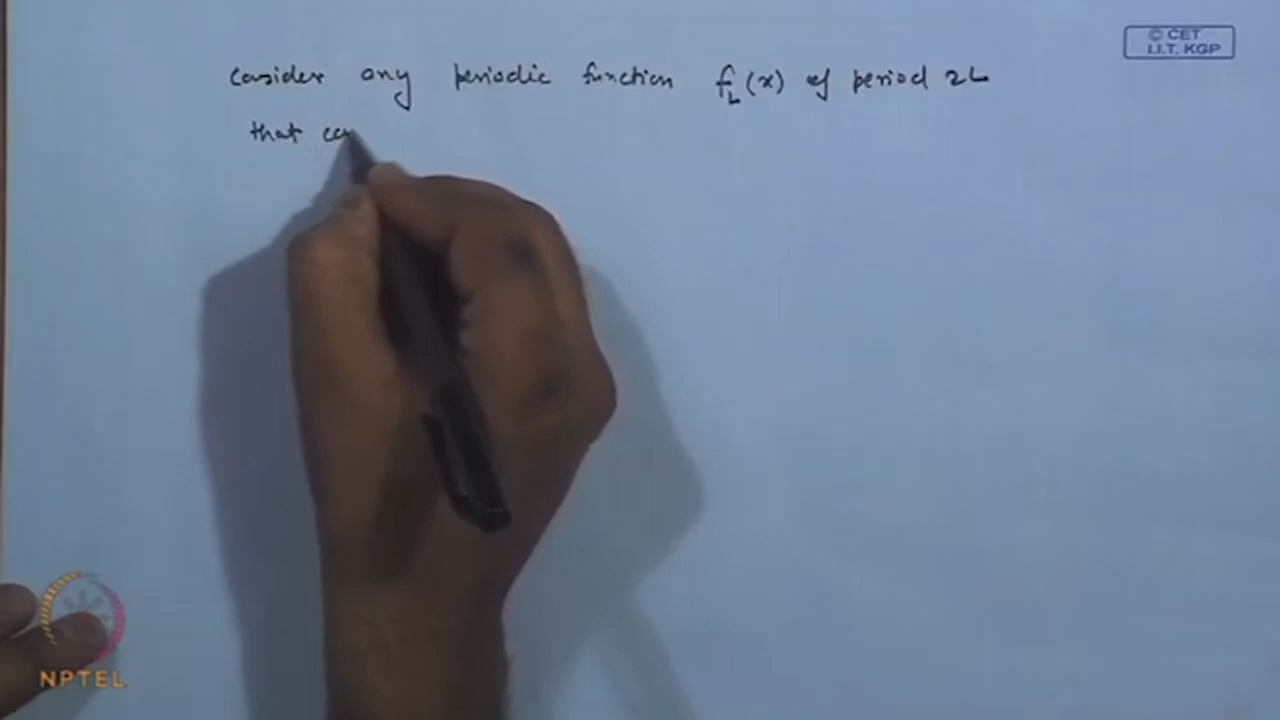 © CET
I.I.T. KGP
Consider any periodic function f_L(x) of period 2L
that
NPTEL